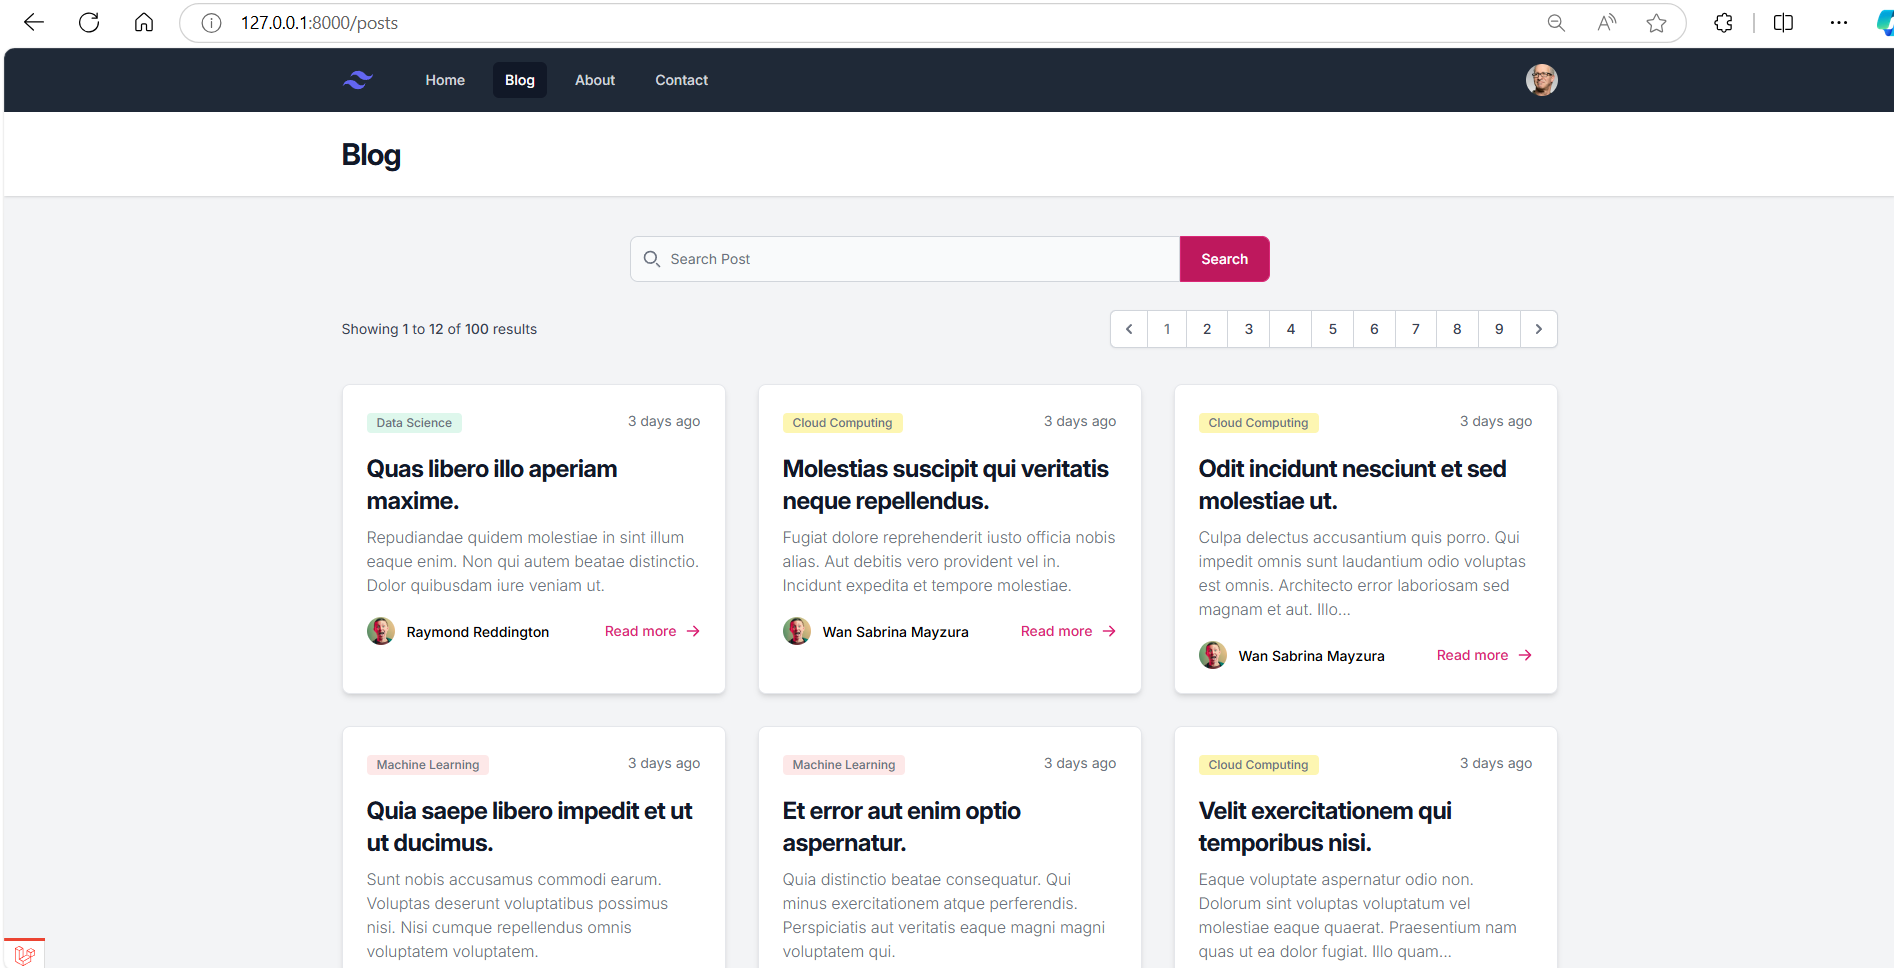 127.0.0.1:8000/posts
Home Blog About Contact
Blog
Search Post Search
Showing 1 to 12 of 100 results 1 2 3 4 5 6 7 8 9
Data Science 3 days ago
Quas libero illo aperiam
maxime.
Repudiandae quidem molestiae in sint illum
eaque enim. Non qui autem beatae distinctio.
Dolor quibusdam iure veniam ut.
Raymond Reddington Read more →
Cloud Computing 3 days ago
Molestias suscipit qui veritatis
neque repellendus.
Fugiat dolore reprehenderit iusto officia nobis
alias. Aut debitis vero provident vel in.
Incidunt expedita et tempore molestiae.
Wan Sabrina Mayzura Read more →
Cloud Computing 3 days ago
Odit incidunt nesciunt et sed
molestiae ut.
Culpa delectus accusantium quis porro. Qui
impedit omnis sunt laudantium odio voluptas
est omnis. Architecto error laboriosam sed
magnam et aut. Illo...
Wan Sabrina Mayzura Read more →
Machine Learning 3 days ago
Quia saepe libero impedit et ut
ut ducimus.
Sunt nobis accusamus commodi earum.
Voluptas deserunt voluptatibus possimus
nisi. Nisi cumque repellendus omnis
voluptatem voluptatem.
Machine Learning 3 days ago
Et error aut enim optio
aspernatur.
Quia distinctio beatae consequatur. Qui
minus exercitationem atque perferendis.
Perspiciatis aut veritatis eaque magni magni
voluptatem qui.
Cloud Computing 3 days ago
Velit exercitationem qui
temporibus nisi.
Eaque voluptate aspernatur odio non.
Dolorum sint voluptas voluptatum vel
molestiae eaque quaerat. Praesentium nam
quas ut ea dolor fugiat. Illo quam...